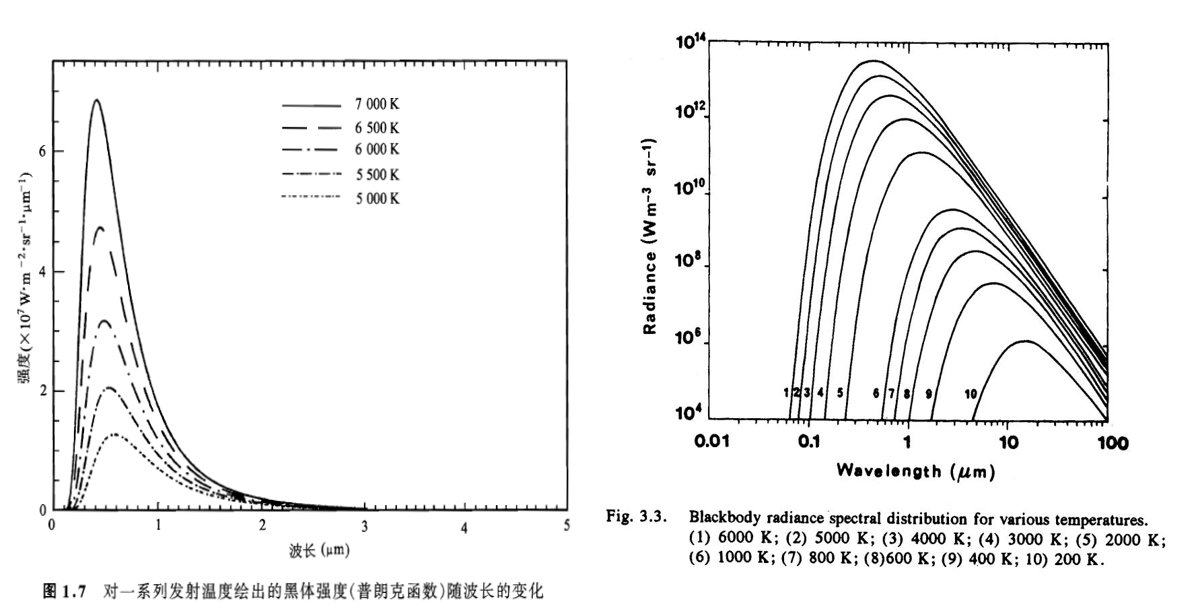 7 000 K
6 500 K
6 000 K
5 500 K
5 000 K
强度(×10⁷W·m⁻²·sr⁻¹·μm⁻¹)
6
4
2
0
0
1
2
3
4
5
波长 (μm)
图 1.7 对一系列发射温度绘出的黑体强度(普朗克函数)随波长的变化
10¹⁴
10¹²
10¹⁰
10⁸
10⁶
10⁴
Radiance (Wm⁻³ sr⁻¹)
1 2 3 4 5 6 7 8 9 10
0.01
0.1
1
10
100
Wavelength (μm)
Fig. 3.3. Blackbody radiance spectral distribution for various temperatures.
(1) 6000 K; (2) 5000 K; (3) 4000 K; (4) 3000 K; (5) 2000 K;
(6) 1000 K; (7) 800 K; (8)600 K; (9) 400 K; 10) 200 K.